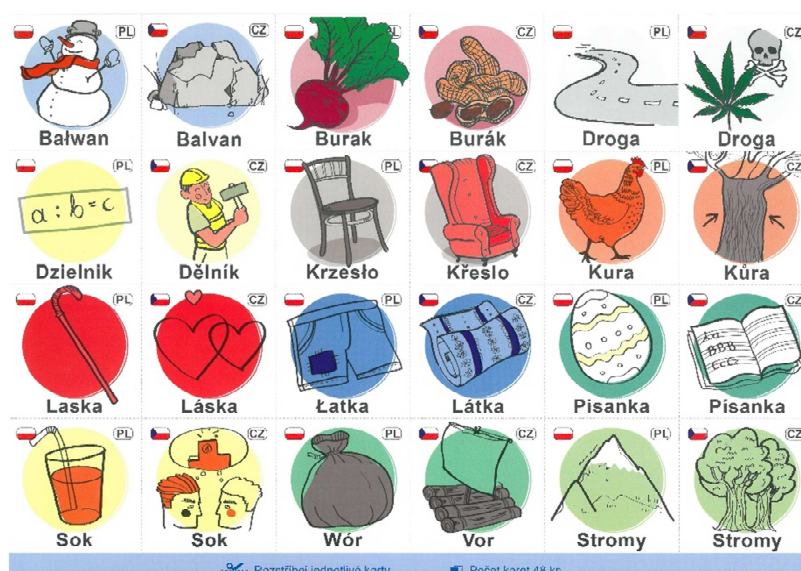 PL CZ PL CZ PL CZ
Bałwan Balvan Burak Burák Droga Droga
PL CZ PL CZ PL CZ
a : b = c
Dzielnik Dělník Krzesło Křeslo Kura Kůra
PL CZ PL CZ PL CZ
BBB
Laska Láska Łatka Látka Pisanka Písanka
PL CZ PL CZ PL CZ
Sok Sok Wór Vor Stromy Stromy
Rozstříhej jednotlivé karty Počet karet 48 ks